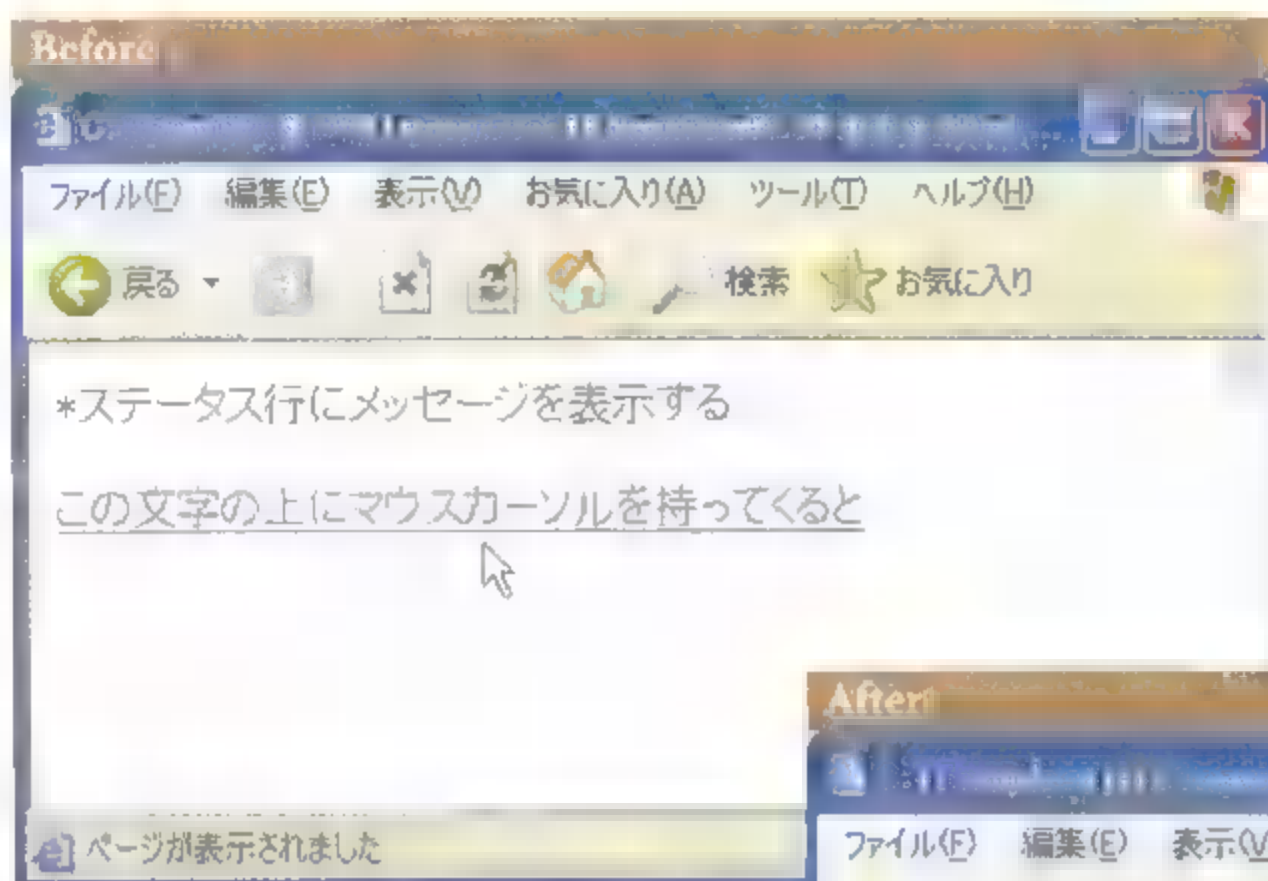 Before
ファイル(F) 編集(E) 表示(V) お気に入り(A) ツール(T) ヘルプ(H)
戻る 検索 お気に入り
*ステータス行にメッセージを表示する
この文字の上にマウスカーソルを持ってくると
ページが表示されました
After
ファイル(F) 編集(E) 表示(V